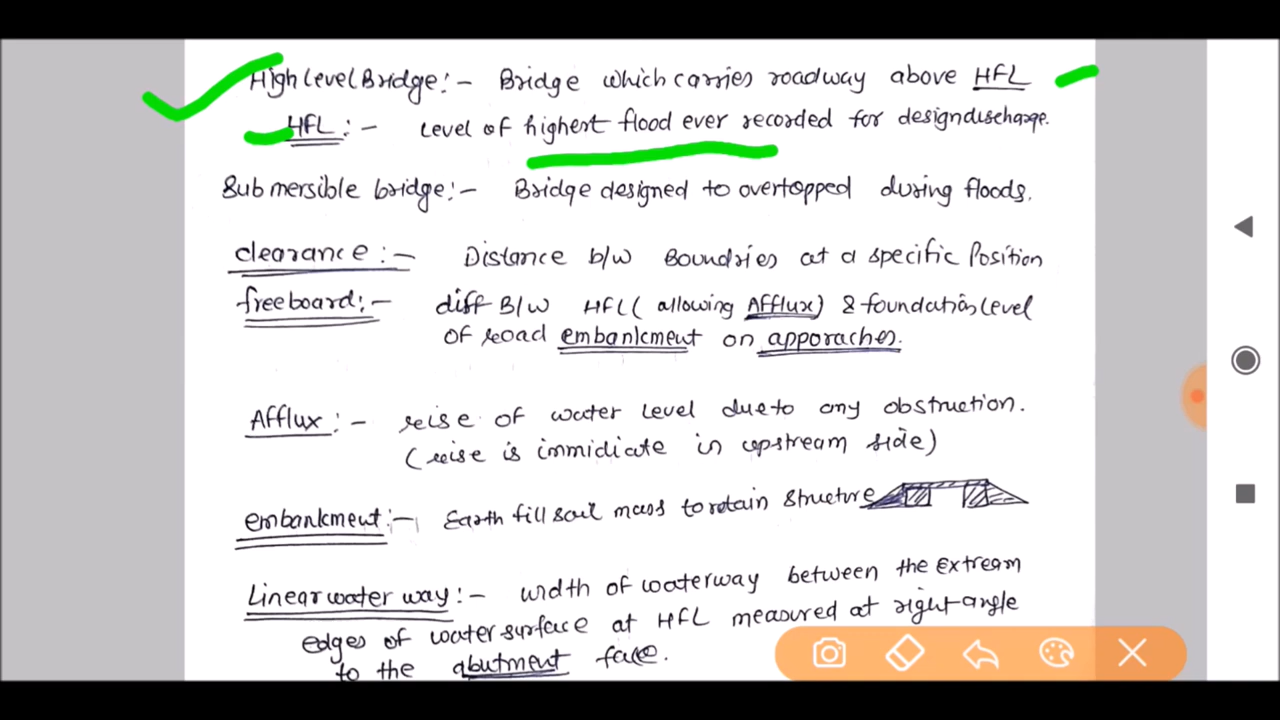 High Level Bridge :- Bridge which carries roadway above HFL
HFL :- Level of highest flood ever recorded for design discharge.
Submersible bridge :- Bridge designed to overtopped during floods.
clearance :- Distance b/w Boundries at a specific Position
freeboard :- diff B/W HFL ( allowing Afflux) & foundation level
of road embankment on apporaches.
Afflux :- reise of water level due to any obstruction.
(reise is immidiate in upstream side)
embankment :- Earth fill soil mass to retain structure
Linear water way :- width of waterway between the extream
edges of water surface at HFL measured at right angle
to the abutment face.